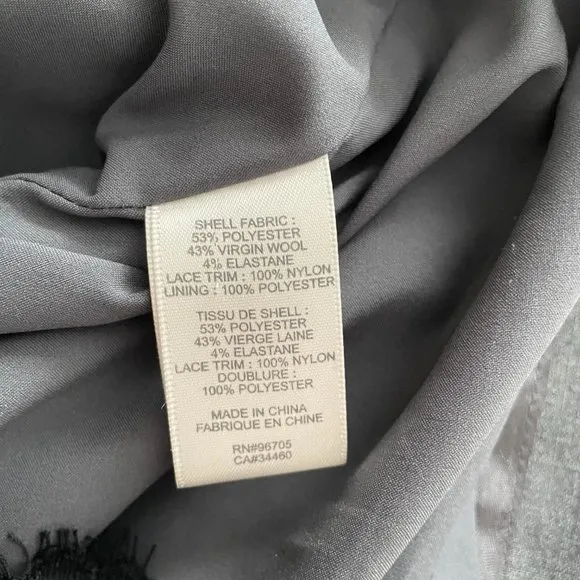 SHELL FABRIC :
53% POLYESTER
43% VIRGIN WOOL
4% ELASTANE
LACE TRIM : 100% NYLON
LINING : 100% POLYESTER
TISSU DE SHELL :
53% POLYESTER
43% VIERGE LAINE
4% ELASTANE
LACE TRIM : 100% NYLON
DOUBLURE :
100% POLYESTER
MADE IN CHINA
FABRIQUE EN CHINE
RN#96705
CA#34460